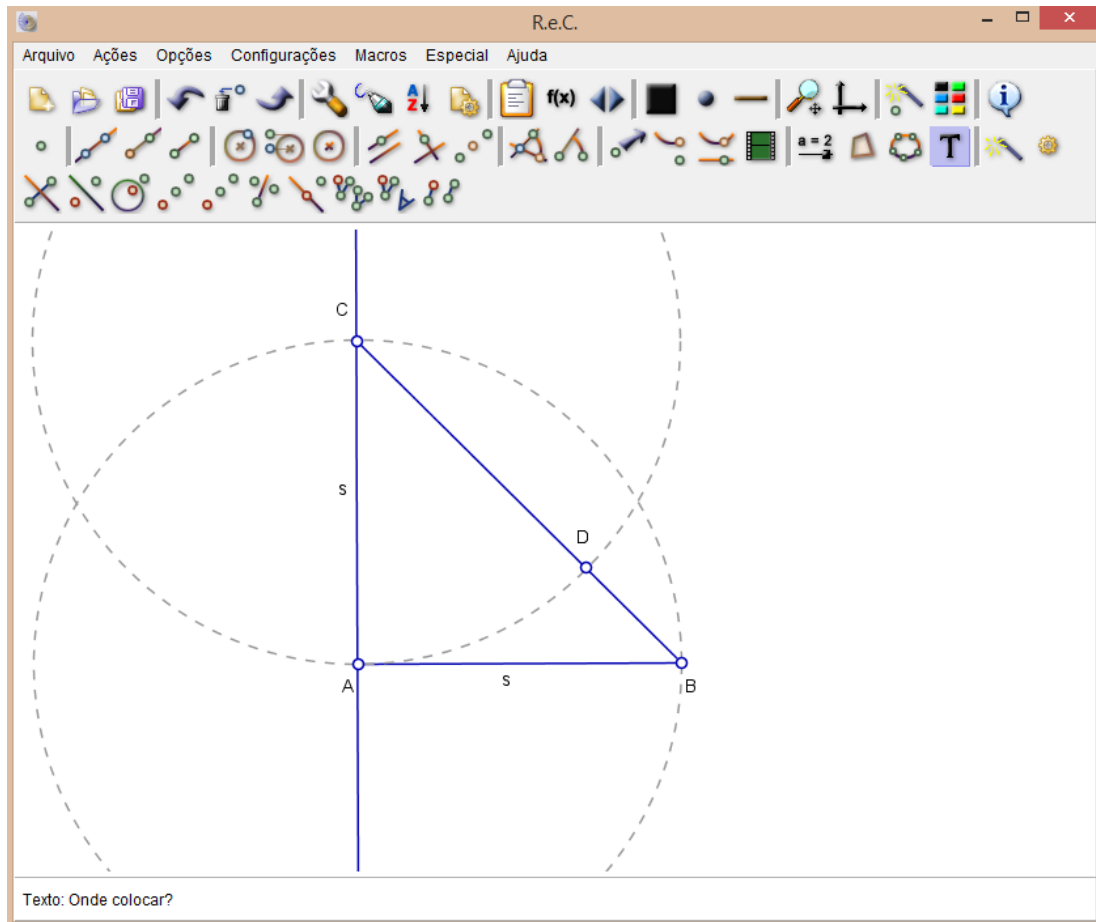 R.e.C.
Arquivo Ações Opções Configurações Macros Especial Ajuda
A Z f(x) i
a = 2 T
C
s
D
A s B
Texto: Onde colocar?